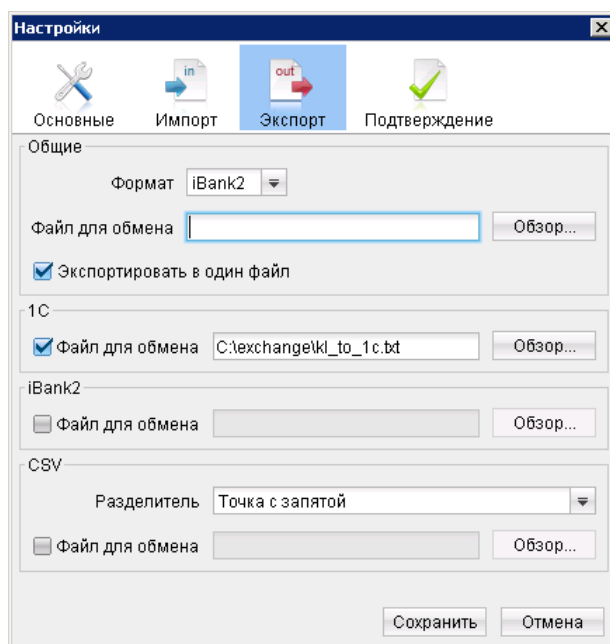 Настройки
in out
Основные Импорт Экспорт Подтверждение
Общие
Формат iBank2
Файл для обмена Обзор...
Экспортировать в один файл
1С
Файл для обмена C:\exchange\kl_to_1c.txt Обзор...
iBank2
Файл для обмена Обзор...
CSV
Разделитель Точка с запятой
Файл для обмена Обзор...
Сохранить Отмена